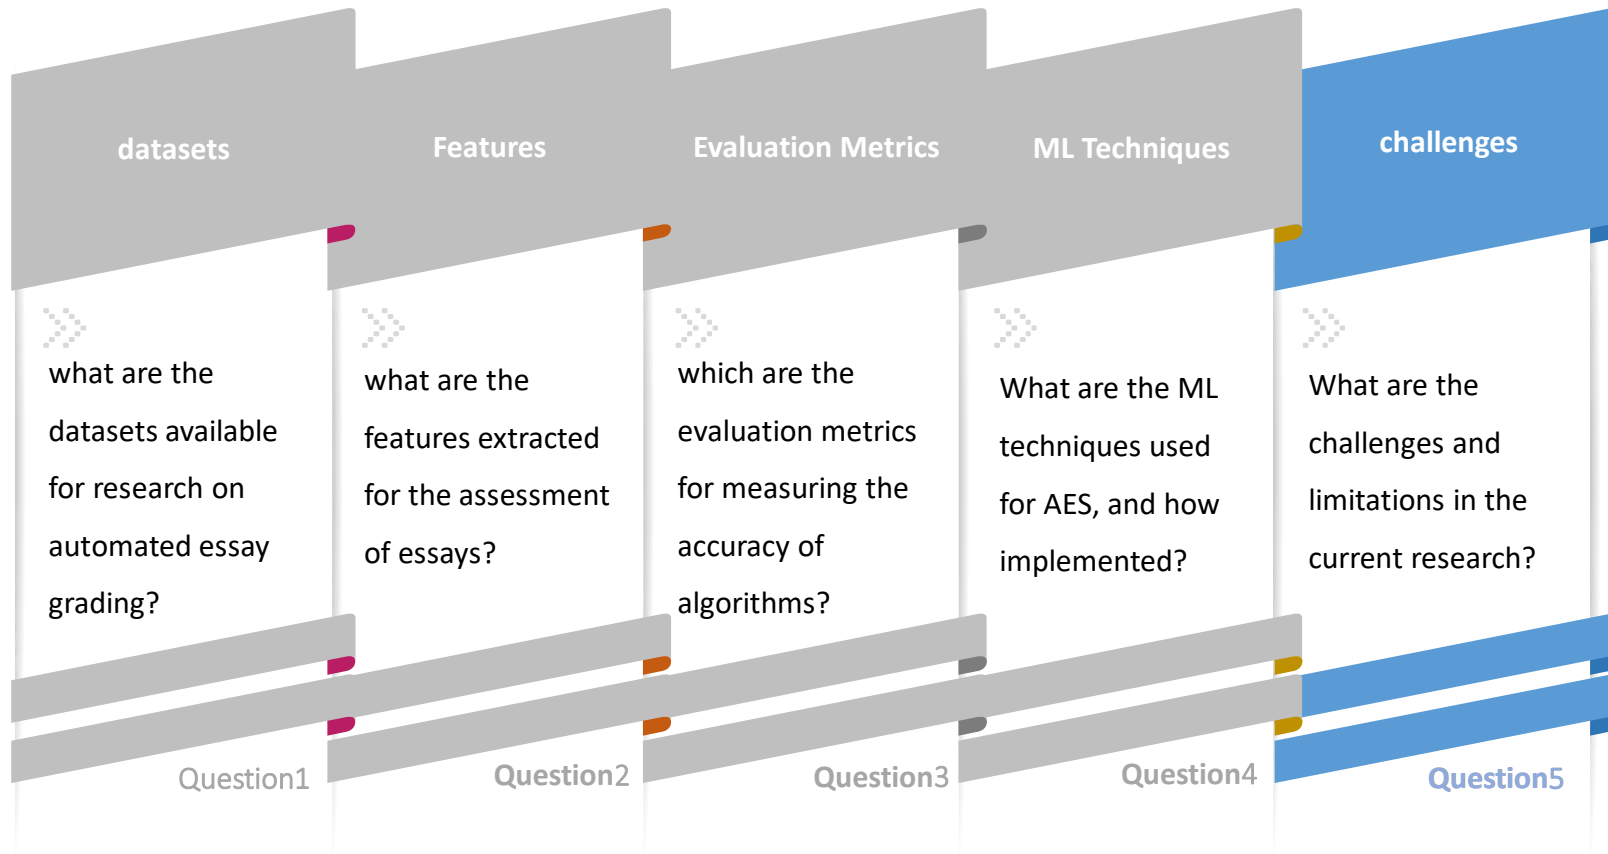 datasets
what are the
datasets available
for research on
automated essay
grading?
Question1
Features
what are the
features extracted
for the assessment
of essays?
Question2
Evaluation Metrics
which are the
evaluation metrics
for measuring the
accuracy of
algorithms?
Question3
ML Techniques
What are the ML
techniques used
for AES, and how
implemented?
Question4
challenges
What are the
challenges and
limitations in the
current research?
Question5